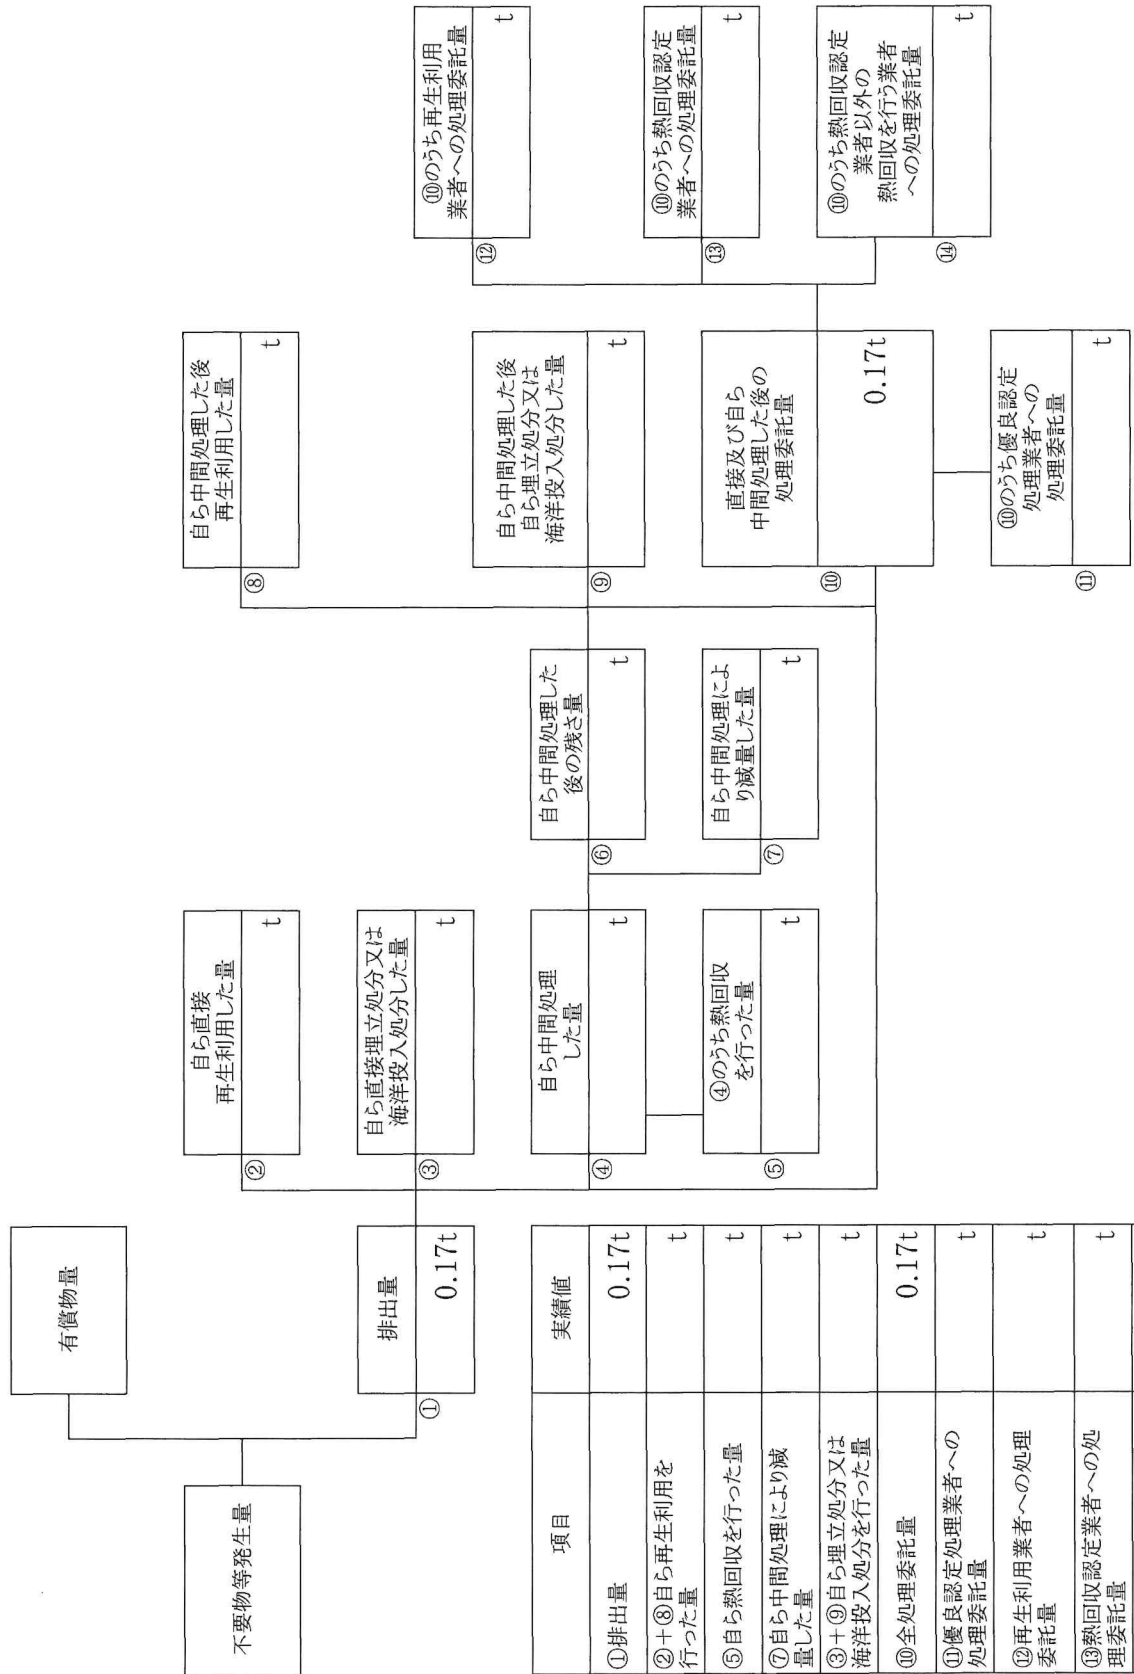 不要物等発生量
有償物量
①
排出量
0.17t
②
自ら直接
再生利用した量
t
③
自ら直接埋立処分又は
海洋投入処分した量
t
④
自ら中間処理
した量
t
⑤
④のうち熱回収
を行った量
t
⑥
自ら中間処理した
後の残さ量
t
⑦
自ら中間処理によ
り減量した量
t
⑧
自ら中間処理した後
再生利用した量
t
⑨
自ら中間処理した後
自ら埋立処分又は
海洋投入処分した量
t
⑩
直接及び自ら
中間処理した後の
処理委託量
0.17t
⑪
⑩のうち優良認定
処理業者への
処理委託量
t
⑫
⑩のうち再生利用
業者への処理委託量
t
⑬
⑩のうち熱回収認定
業者への処理委託量
t
⑭
⑩のうち熱回収認定
業者以外の
熱回収を行う業者
への処理委託量
t
項目 実績値
①排出量 0.17t
②+⑧自ら再生利用を
行った量 t
⑤自ら熱回収を行った量 t
⑦自ら中間処理により減
量した量 t
③+⑨自ら埋立処分又は
海洋投入処分を行った量 t
⑩全処理委託量 0.17t
⑪優良認定処理業者への
処理委託量 t
⑫再生利用業者への処理
委託量 t
⑬熱回収認定業者への処
理委託量 t